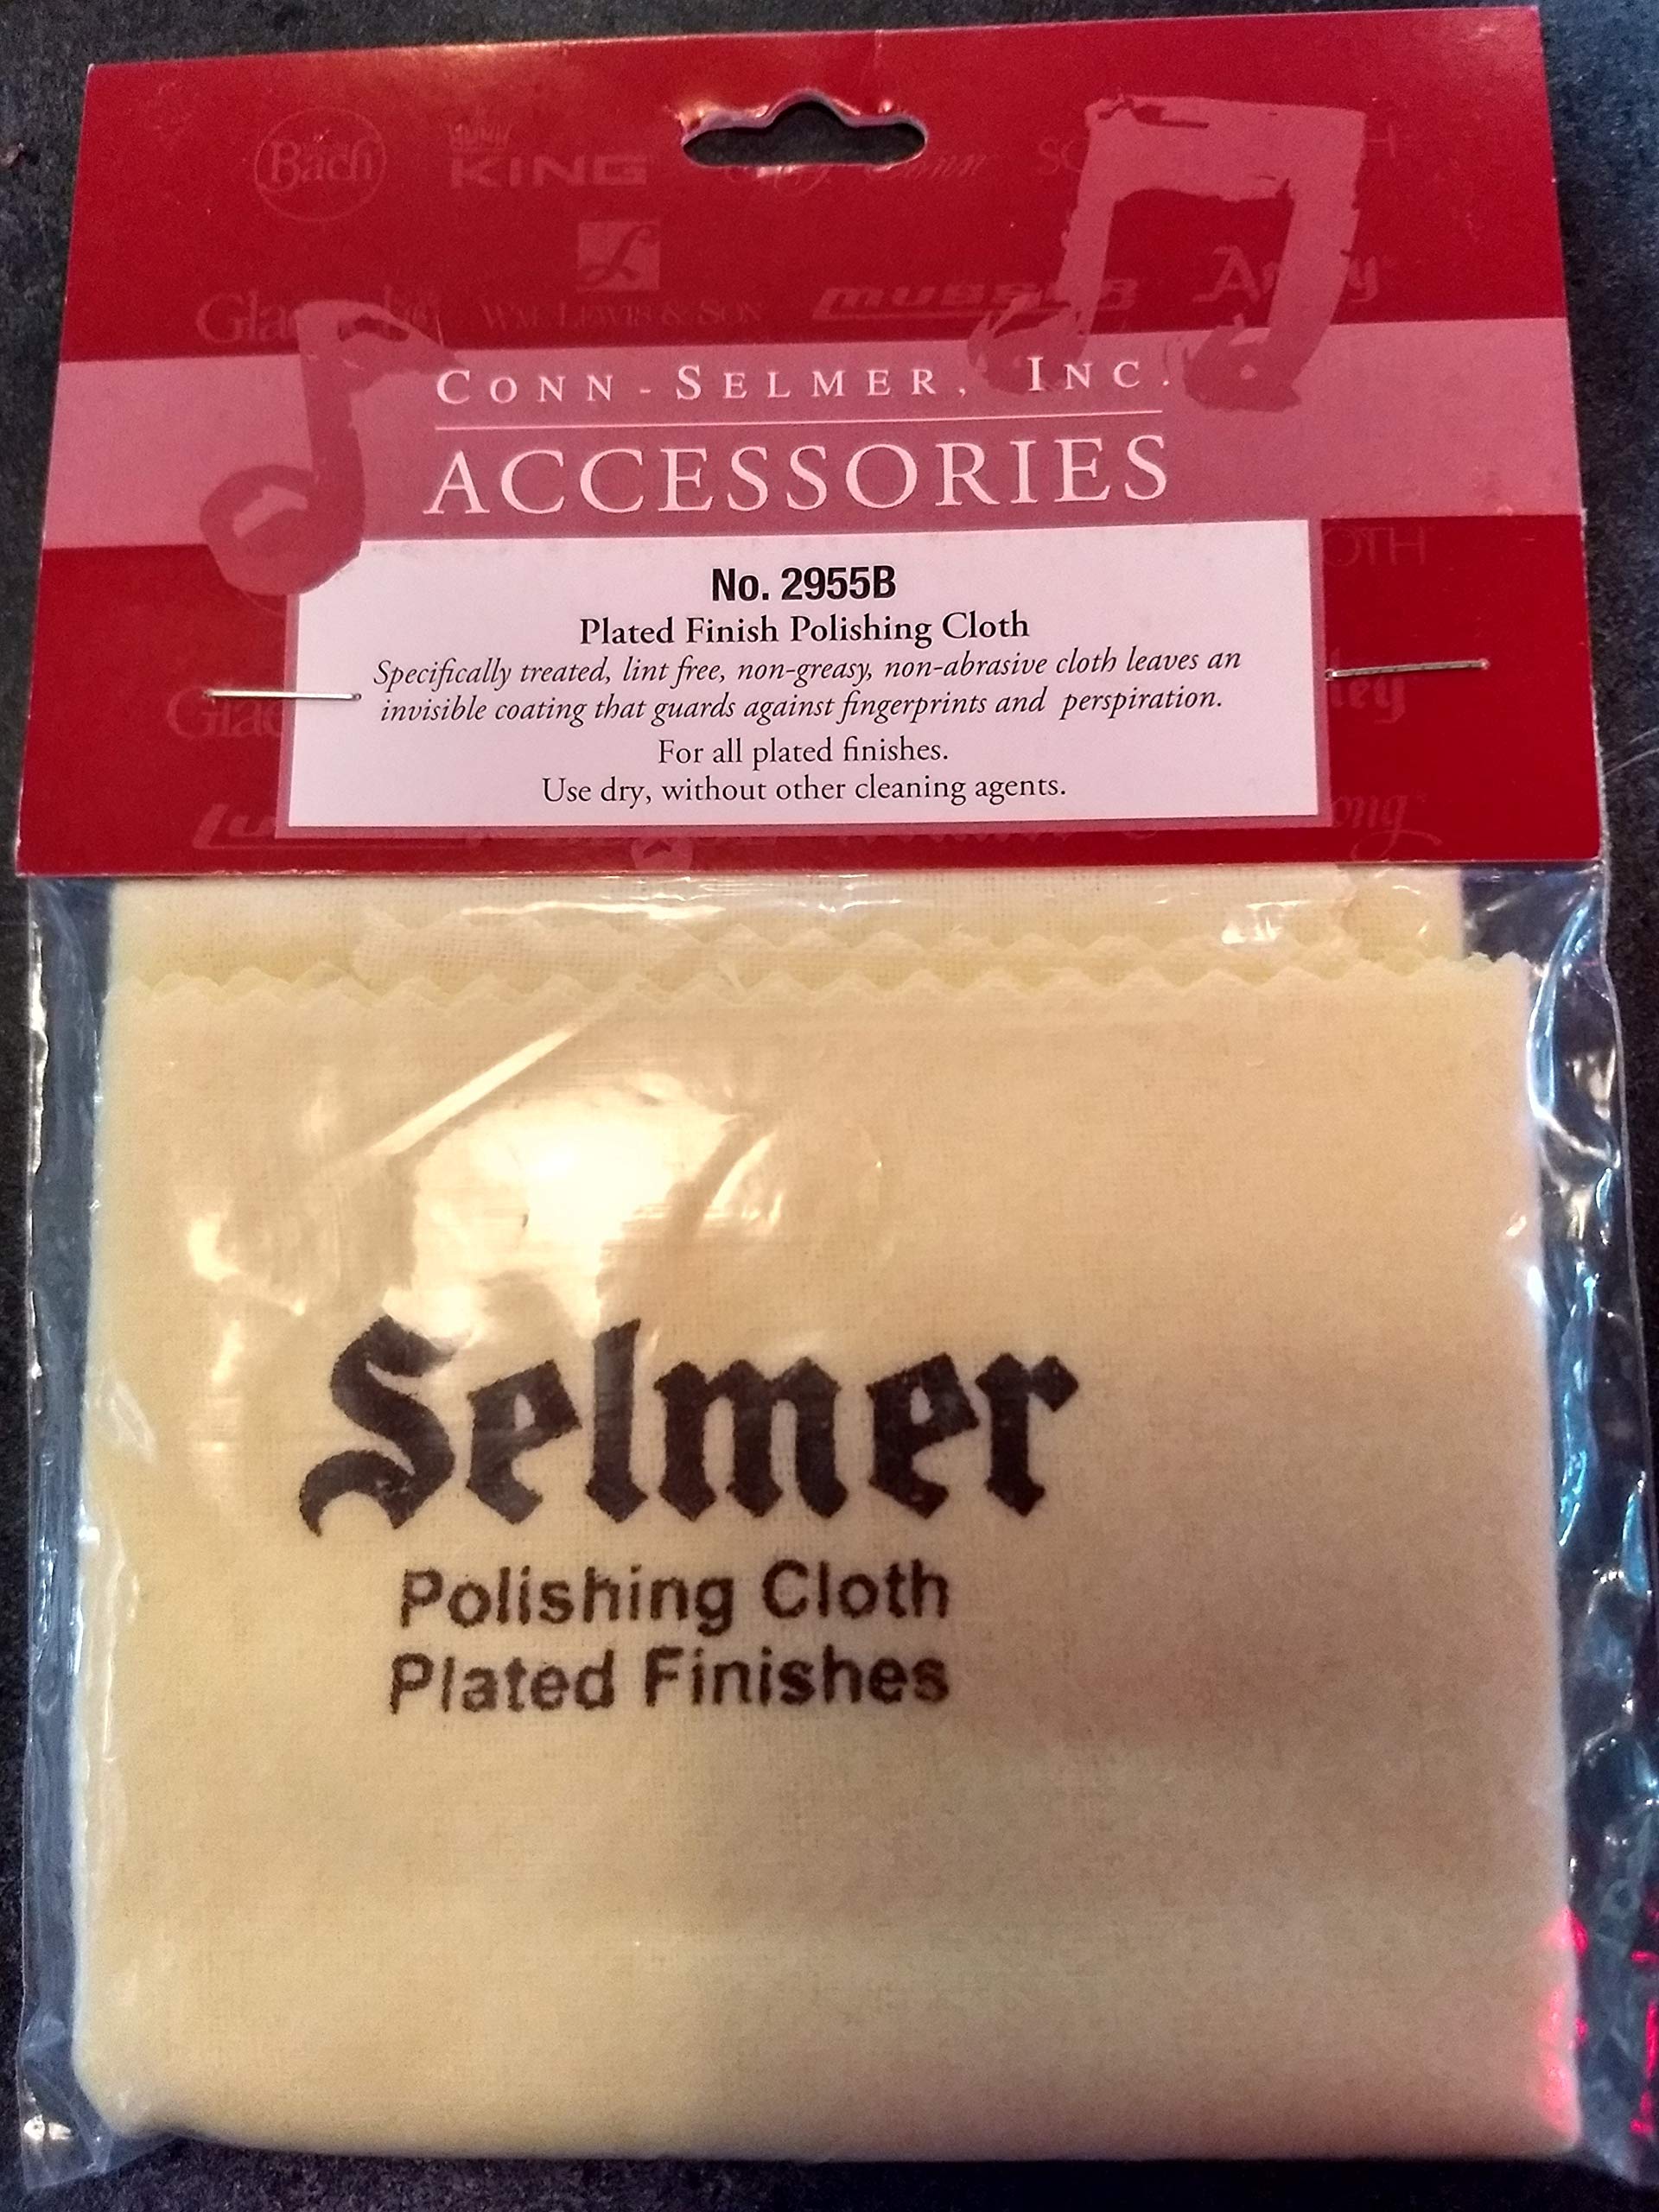 Bach
KING
WM. LEWIS & SON
CONN-SELMER, INC.
ACCESSORIES
No. 2955B
Plated Finish Polishing Cloth
Specifically treated, lint free, non-greasy, non-abrasive cloth leaves an
invisible coating that guards against fingerprints and perspiration.
For all plated finishes.
Use dry, without other cleaning agents.
Selmer
Polishing Cloth
Plated Finishes